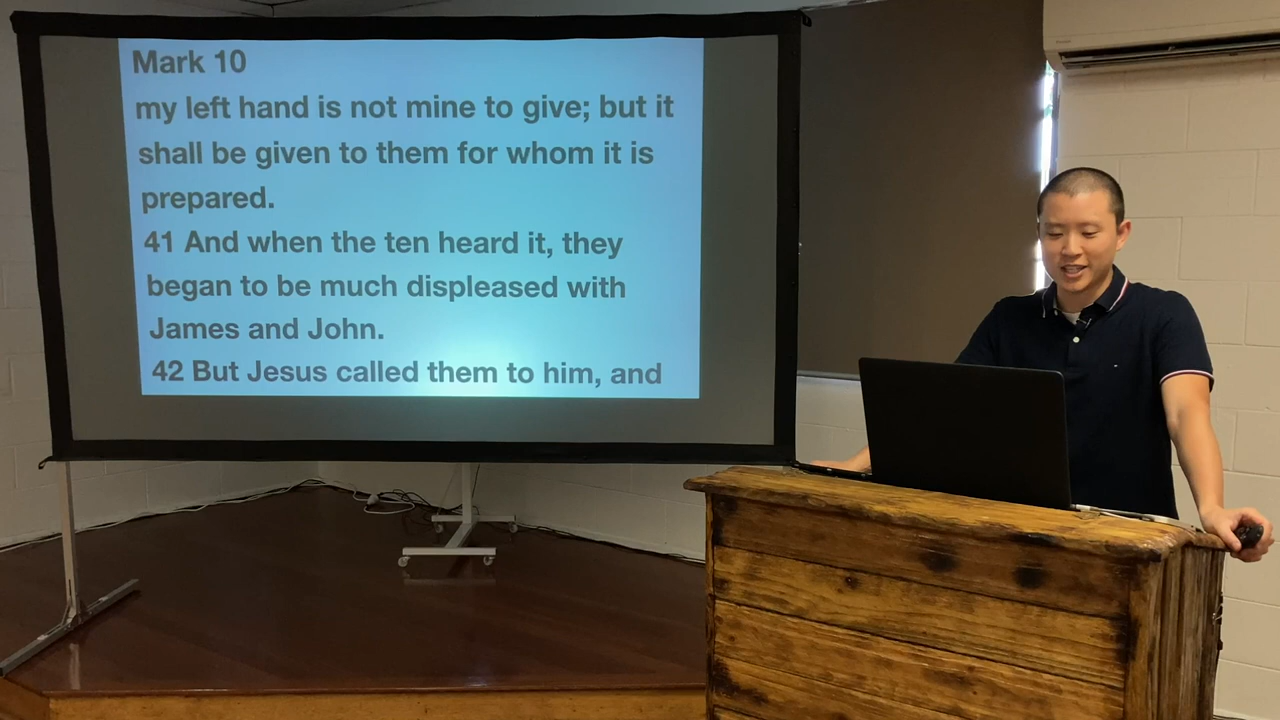 Mark 10
my left hand is not mine to give; but it
shall be given to them for whom it is
prepared.
41 And when the ten heard it, they
began to be much displeased with
James and John.
42 But Jesus called them to him, and